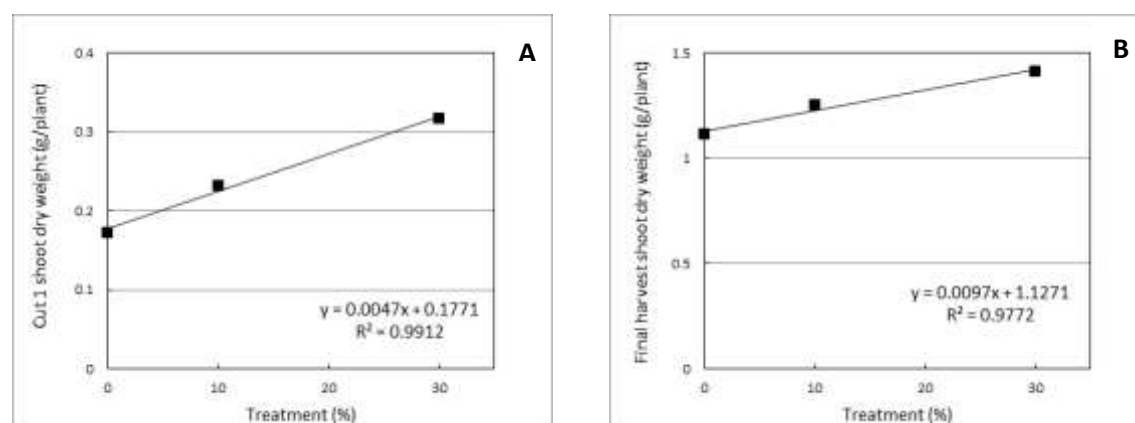 A
Cut 1 shoot dry weight (g/plant)
0.4
0.3
0.2
0.1
0
y = 0.0047x + 0.1771
R² = 0.9912
0 10 20 30
Treatment (%)
B
Final harvest shoot dry weight (g/plant)
1.5
1
0.5
0
y = 0.0097x + 1.1271
R² = 0.9772
0 10 20 30
Treatment (%)